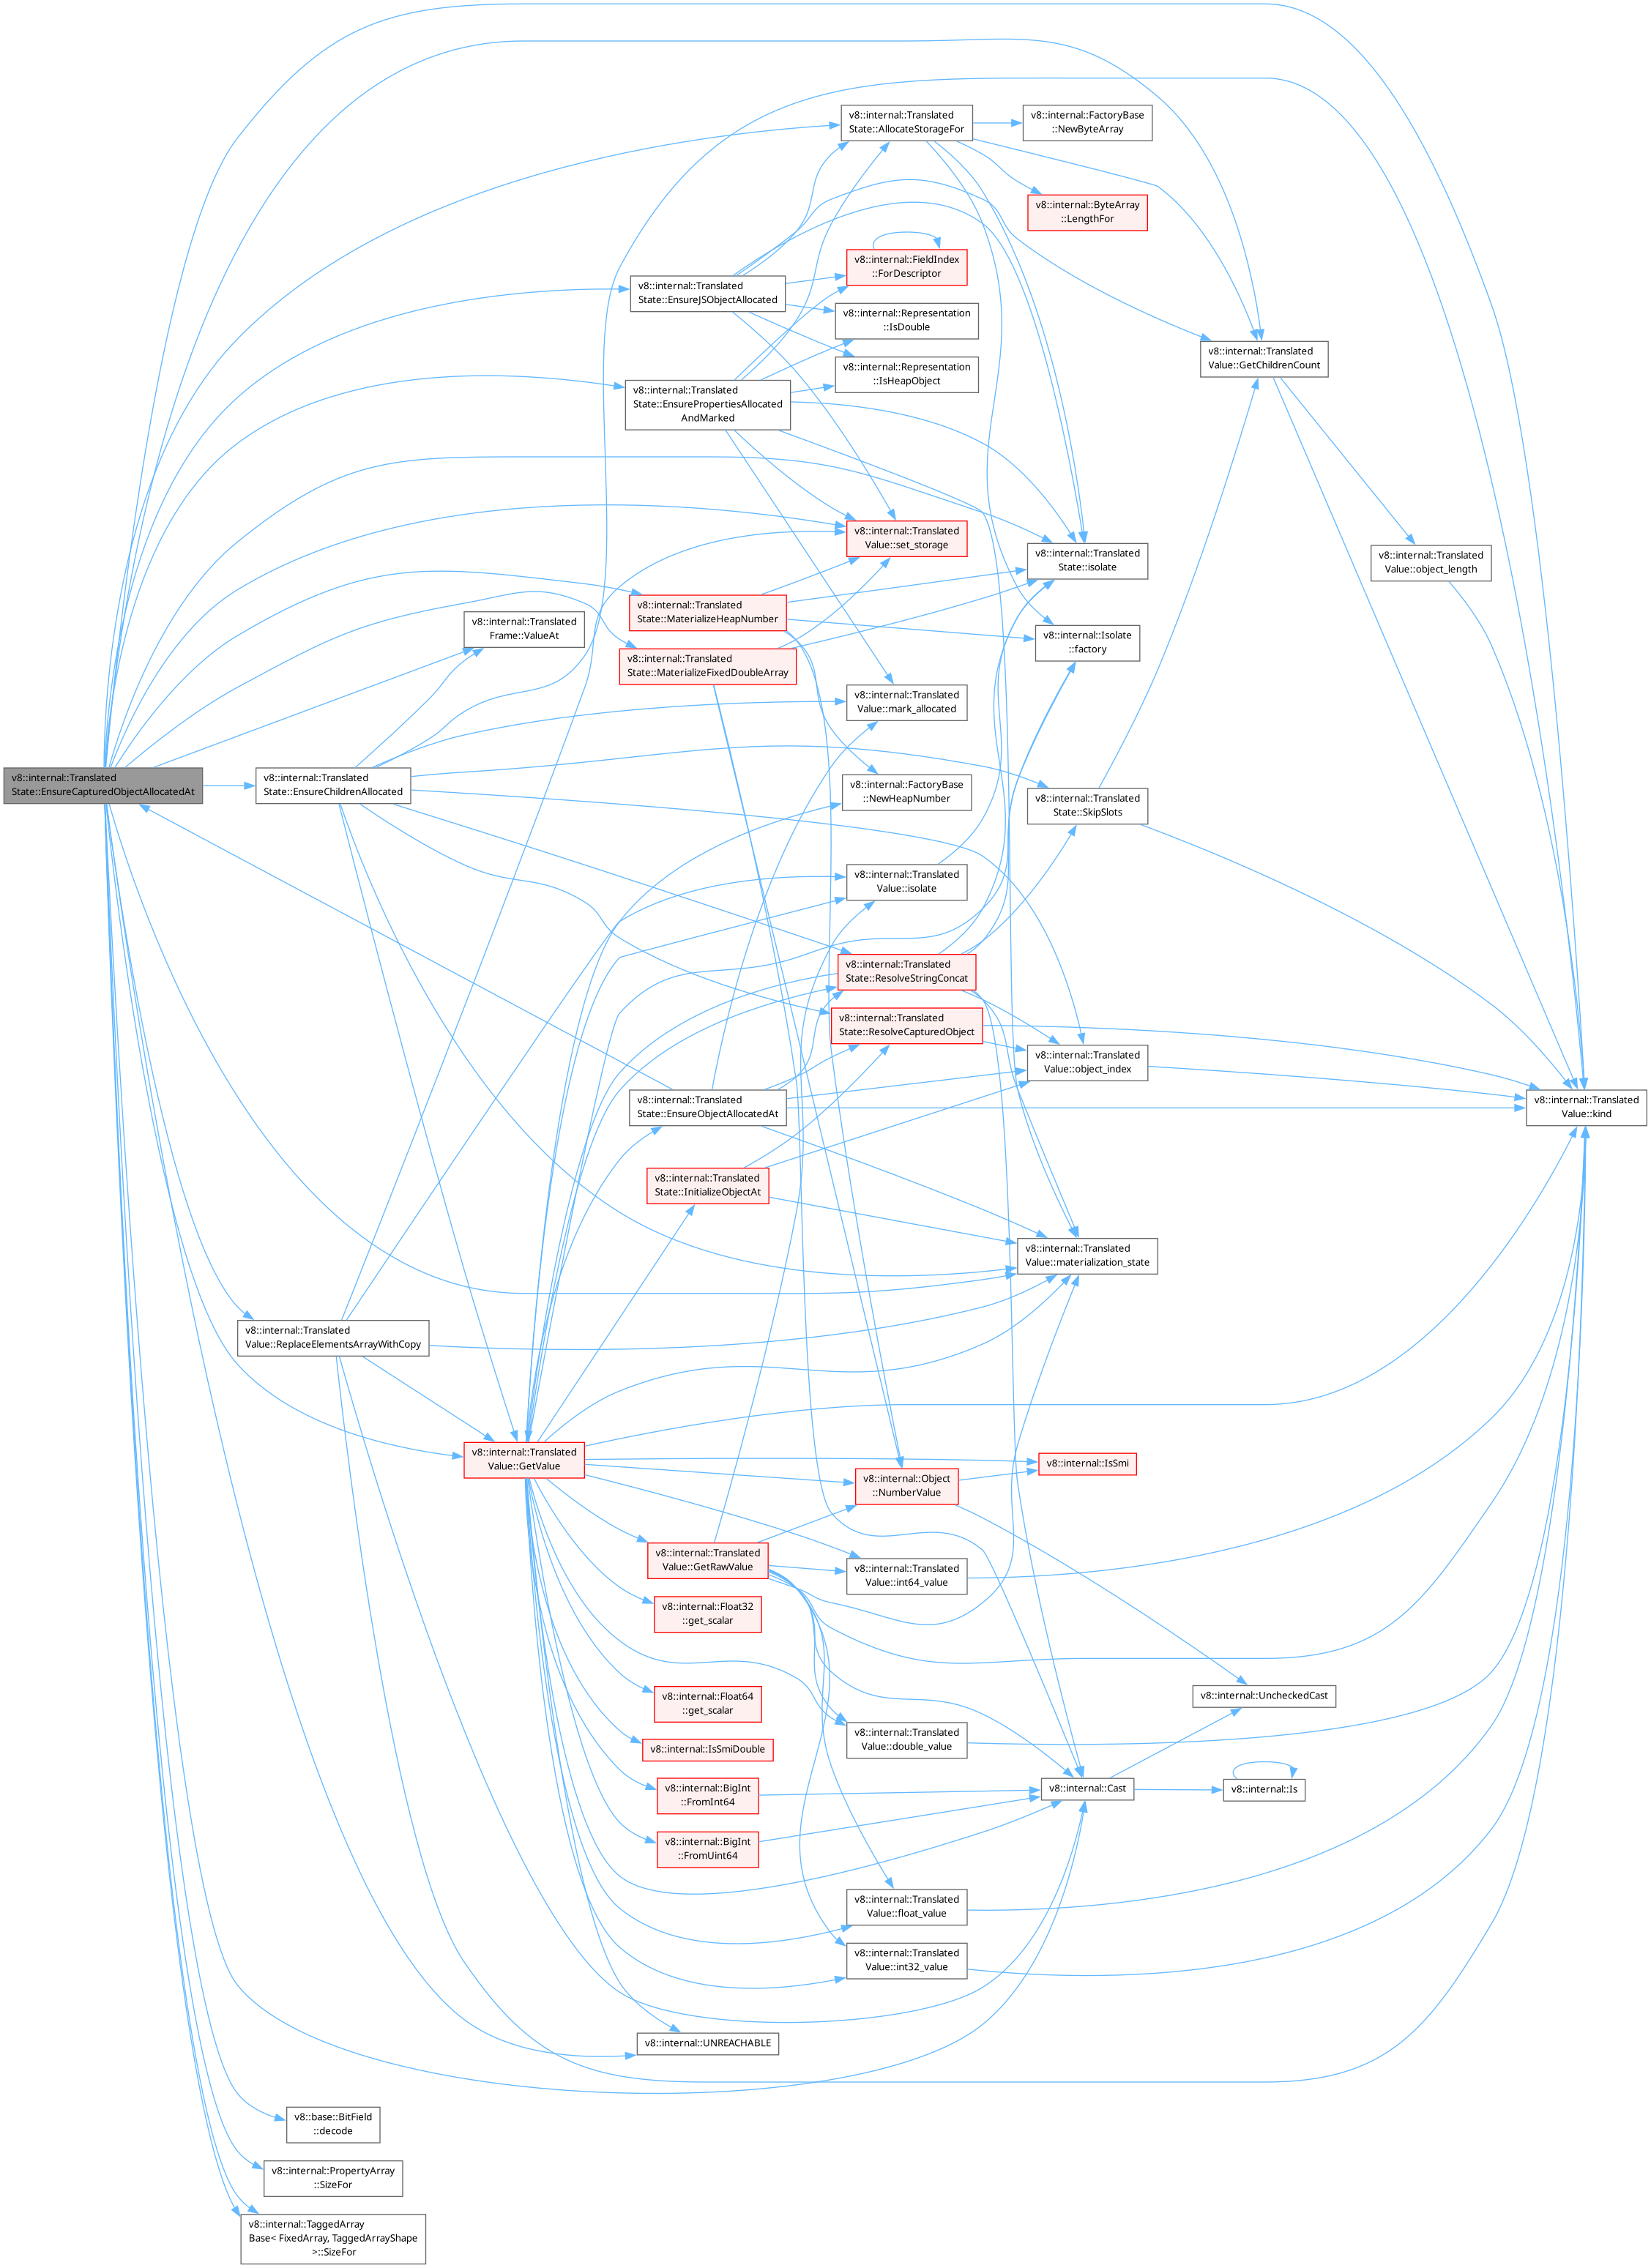 v8::internal::Translated
State::AllocateStorageFor
v8::internal::FactoryBase
::NewByteArray
v8::internal::ByteArray
::LengthFor
v8::internal::Translated
State::EnsureJSObjectAllocated
v8::internal::FieldIndex
::ForDescriptor
v8::internal::Representation
::IsDouble
v8::internal::Representation
::IsHeapObject
v8::internal::Translated
Value::GetChildrenCount
v8::internal::Translated
State::EnsurePropertiesAllocated
AndMarked
v8::internal::Translated
Value::set_storage
v8::internal::Translated
State::isolate
v8::internal::Translated
Value::object_length
v8::internal::Translated
State::MaterializeHeapNumber
v8::internal::Translated
Frame::ValueAt
v8::internal::Isolate
::factory
v8::internal::Translated
State::MaterializeFixedDoubleArray
v8::internal::Translated
Value::mark_allocated
v8::internal::Translated
State::EnsureCapturedObjectAllocatedAt
v8::internal::Translated
State::EnsureChildrenAllocated
v8::internal::FactoryBase
::NewHeapNumber
v8::internal::Translated
State::SkipSlots
v8::internal::Translated
Value::isolate
v8::internal::Translated
State::ResolveStringConcat
v8::internal::Translated
State::ResolveCapturedObject
v8::internal::Translated
Value::object_index
v8::internal::Translated
State::EnsureObjectAllocatedAt
v8::internal::Translated
Value::kind
v8::internal::Translated
State::InitializeObjectAt
v8::internal::Translated
Value::materialization_state
v8::internal::Translated
Value::ReplaceElementsArrayWithCopy
v8::internal::Translated
Value::GetValue
v8::internal::IsSmi
v8::internal::Object
::NumberValue
v8::internal::Translated
Value::GetRawValue
v8::internal::Translated
Value::int64_value
v8::internal::Float32
::get_scalar
v8::internal::Float64
::get_scalar
v8::internal::UncheckedCast
v8::internal::Translated
Value::double_value
v8::internal::IsSmiDouble
v8::internal::BigInt
::FromInt64
v8::internal::Cast
v8::internal::Is
v8::internal::BigInt
::FromUint64
v8::internal::Translated
Value::float_value
v8::internal::Translated
Value::int32_value
v8::internal::UNREACHABLE
v8::base::BitField
::decode
v8::internal::PropertyArray
::SizeFor
v8::internal::TaggedArray
Base< FixedArray, TaggedArrayShape
>::SizeFor